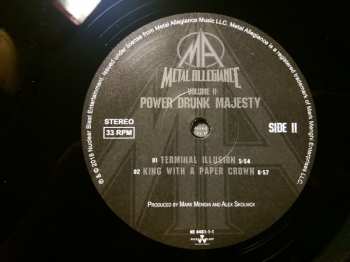 ℗ & © 2018 Nuclear Blast Entertainment. Issued under license from Metal Allegiance Music LLC. Metal Allegiance is a registered trademark of Mark Menghi Enterprises LLC.
MA
METAL ALLEGIANCE
VOLUME II
POWER DRUNK MAJESTY
STEREO
33 RPM
SIDE II
01 TERMINAL ILLUSION 5:54
02 KING WITH A PAPER CROWN 6:57
PRODUCED BY MARK MENGHI AND ALEX SKOLNICK